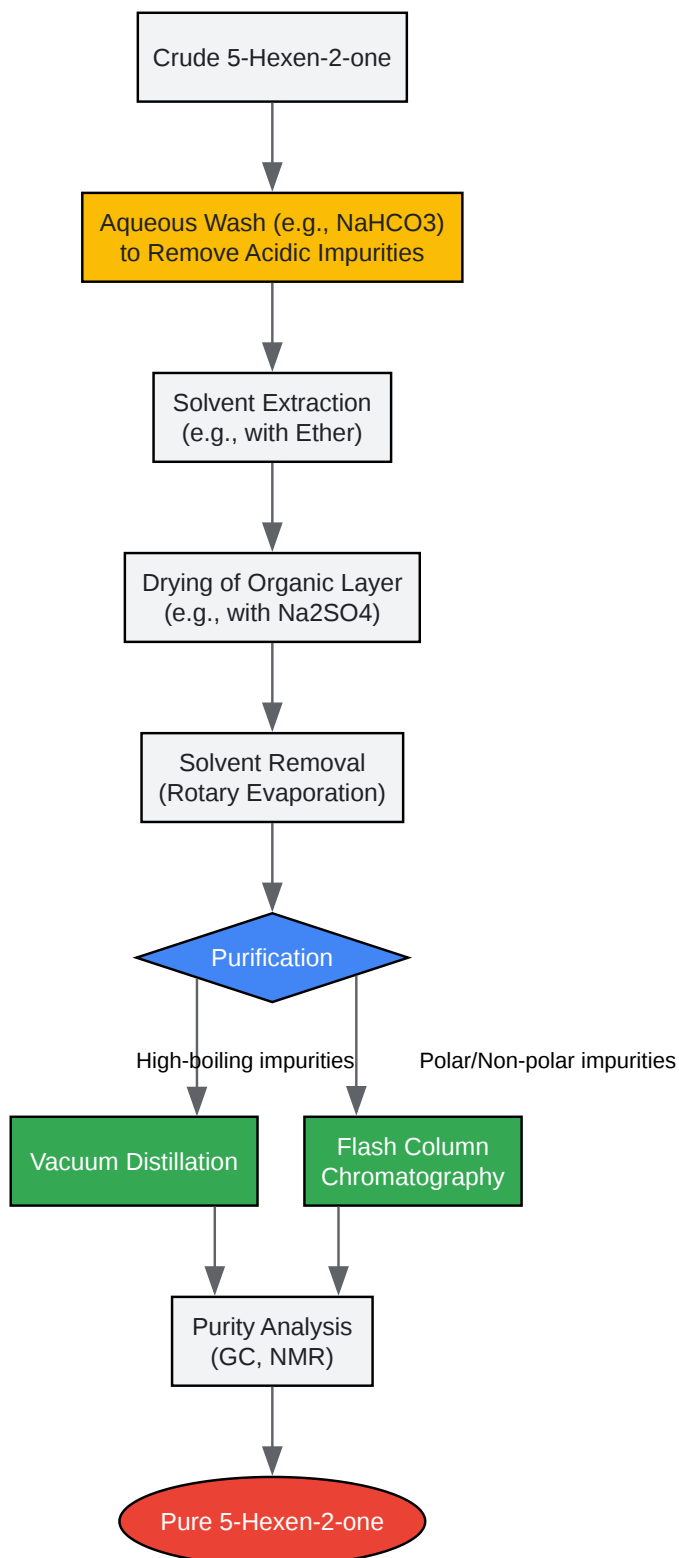 Crude 5-Hexen-2-one
Aqueous Wash (e.g., NaHCO3)
to Remove Acidic Impurities
Solvent Extraction
(e.g., with Ether)
Drying of Organic Layer
(e.g., with Na2SO4)
Solvent Removal
(Rotary Evaporation)
Purification
High-boiling impurities
Polar/Non-polar impurities
Vacuum Distillation
Flash Column
Chromatography
Purity Analysis
(GC, NMR)
Pure 5-Hexen-2-one